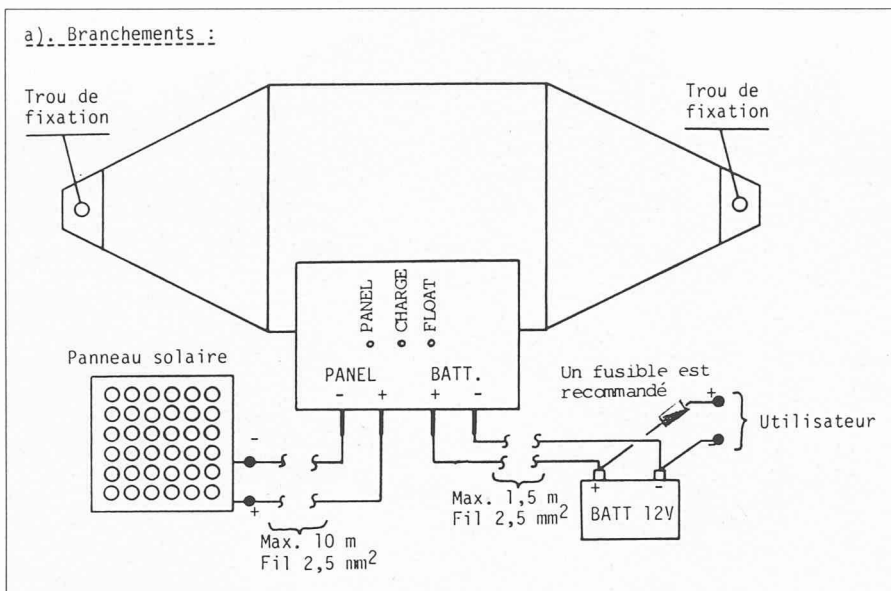 a). Branchements :
Trou de
fixation
Trou de
fixation
PANEL
CHARGE
FLOAT
Panneau solaire
PANEL
BATT.
- + + -
Un fusible est
recommandé
+
-
Utilisateur
-
+
Max. 10 m
Fil 2,5 mm²
Max. 1,5 m
Fil 2,5 mm²
+ -
BATT 12V